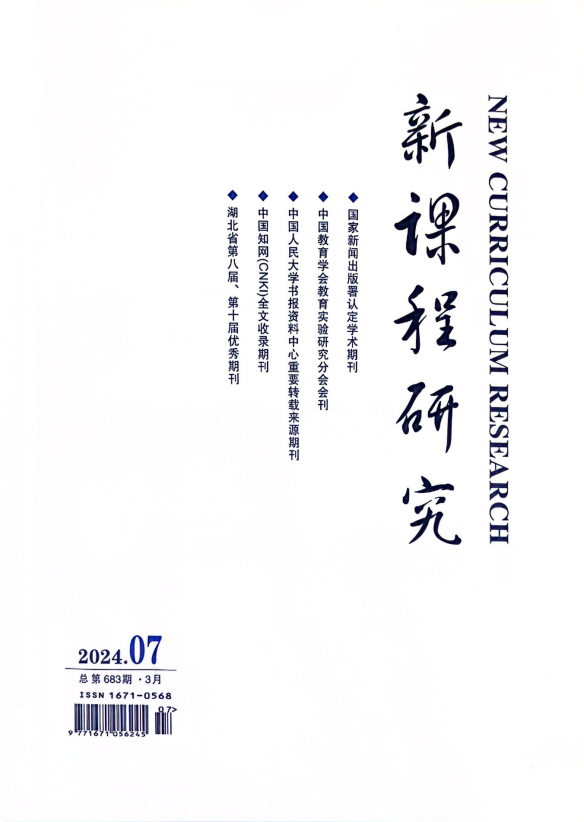 新课程研究
NEW CURRICULUM RESEARCH
◆ 国家新闻出版署认定学术期刊
◆ 中国教育学会教育实验研究分会会刊
◆ 中国人民大学书报资料中心重要转载来源期刊
◆ 中国知网(CNKI)全文收录期刊
◆ 湖北省第八届、第十届优秀期刊
2024.07
总第683期·3月
ISSN 1671-0568
07>
9 771671 056245